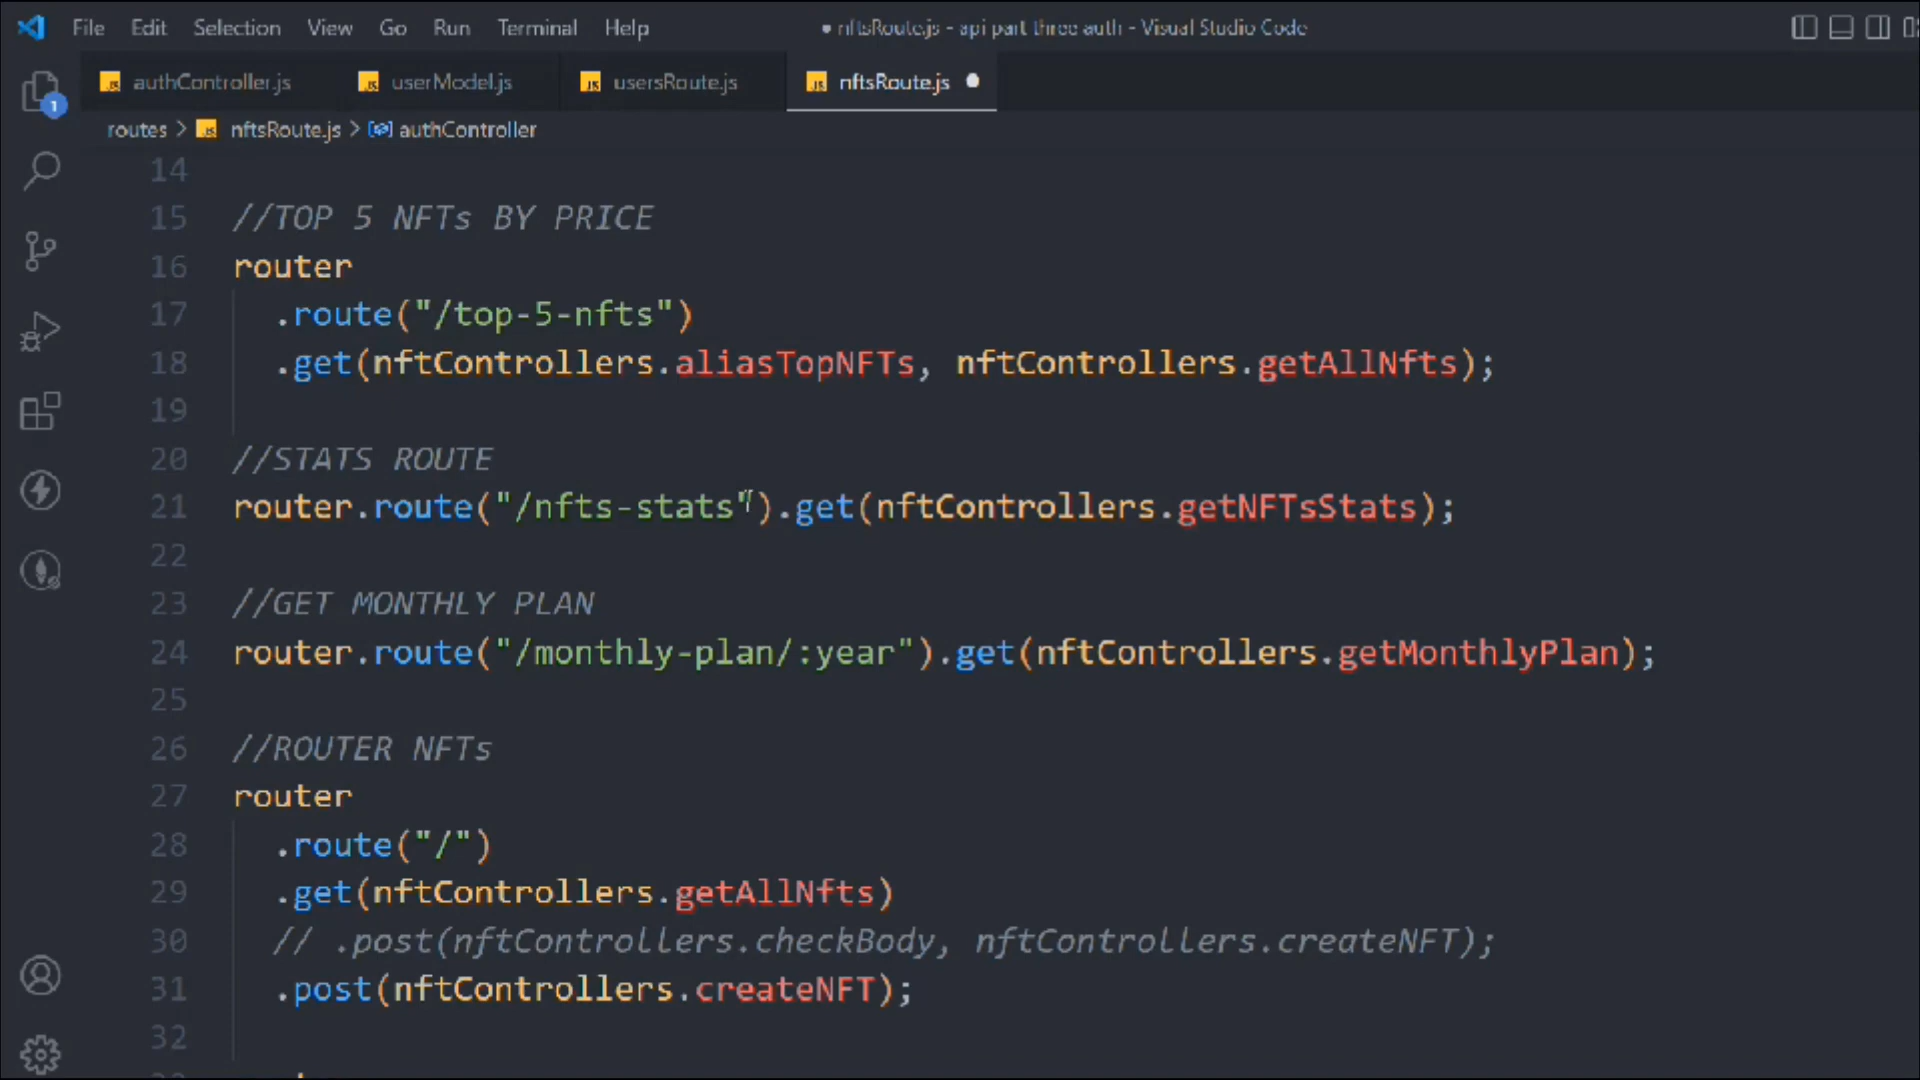 File Edit Selection View Go Run Terminal Help
● nftsRoute.js - api part three auth - Visual Studio Code
authController.js userModel.js usersRoute.js nftsRoute.js
routes > nftsRoute.js > authController
1
14
15 //TOP 5 NFTs BY PRICE
16 router
17 .route("/top-5-nfts")
18 .get(nftControllers.aliasTopNFTs, nftControllers.getAllNfts);
19
20 //STATS ROUTE
21 router.route("/nfts-stats").get(nftControllers.getNFTsStats);
22
23 //GET MONTHLY PLAN
24 router.route("/monthly-plan/:year").get(nftControllers.getMonthlyPlan);
25
26 //ROUTER NFTs
27 router
28 .route("/")
29 .get(nftControllers.getAllNfts)
30 // .post(nftControllers.checkBody, nftControllers.createNFT);
31 .post(nftControllers.createNFT);
32